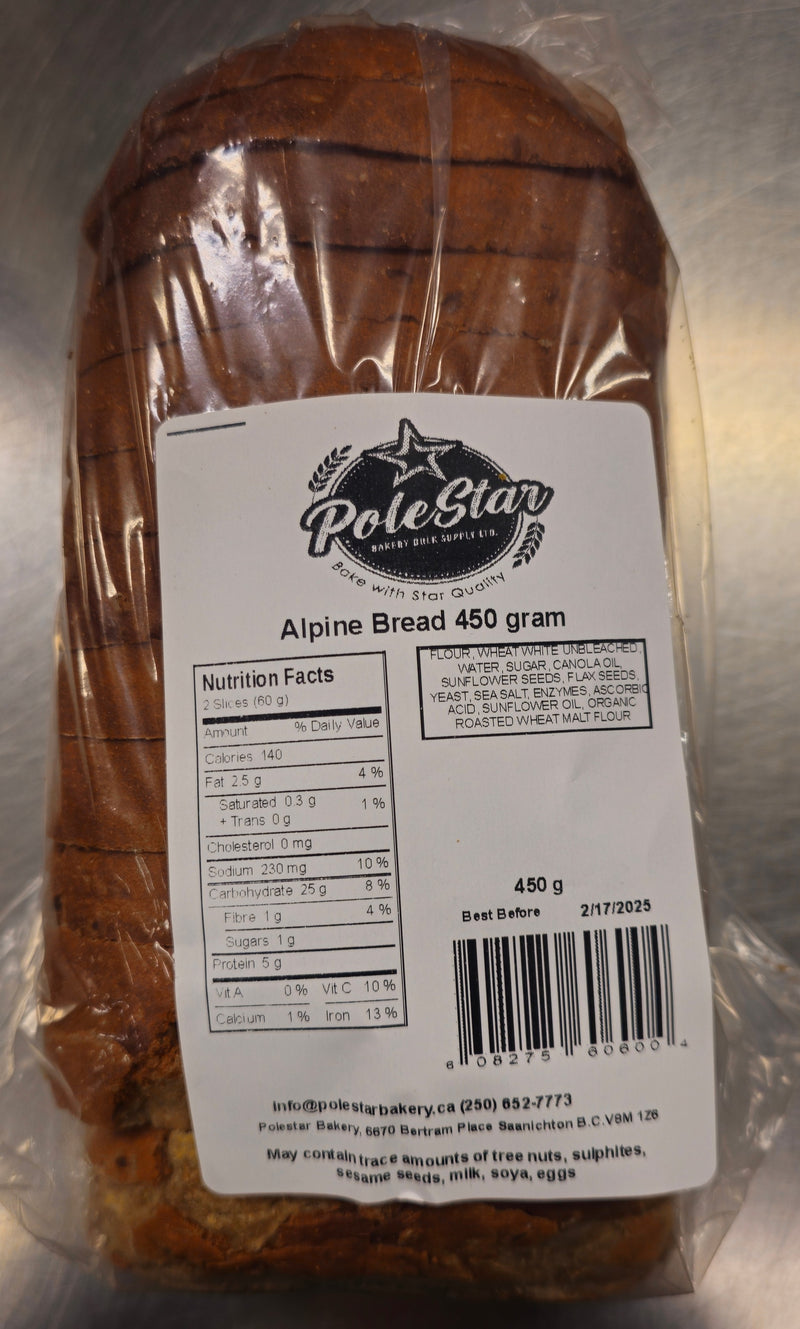 PoleStar
BAKERY BULK SUPPLY LTD.
Bake with Star Quality
Alpine Bread 450 gram
Nutrition Facts
2 Slices (60 g)
Amount % Daily Value
Calories 140
Fat 2.5 g 4 %
Saturated 0.3 g 1 %
+ Trans 0 g
Cholesterol 0 mg
Sodium 230 mg 10 %
Carbohydrate 25 g 8 %
Fibre 1 g 4 %
Sugars 1 g
Protein 5 g
Vit A 0 % Vit C 10 %
Calcium 1 % Iron 13 %
FLOUR, WHEAT WHITE UNBLEACHED,
WATER, SUGAR, CANOLA OIL,
SUNFLOWER SEEDS, FLAX SEEDS,
YEAST, SEA SALT, ENZYMES, ASCORBIC
ACID, SUNFLOWER OIL, ORGANIC
ROASTED WHEAT MALT FLOUR
450 g
Best Before 2/17/2025
6 08275 60600 4
info@polestarbakery.ca (250) 652-7773
Polestar Bakery, 6670 Bertram Place Saanichton B.C. V8M 1Z6
May contain trace amounts of tree nuts, sulphites,
sesame seeds, milk, soya, eggs